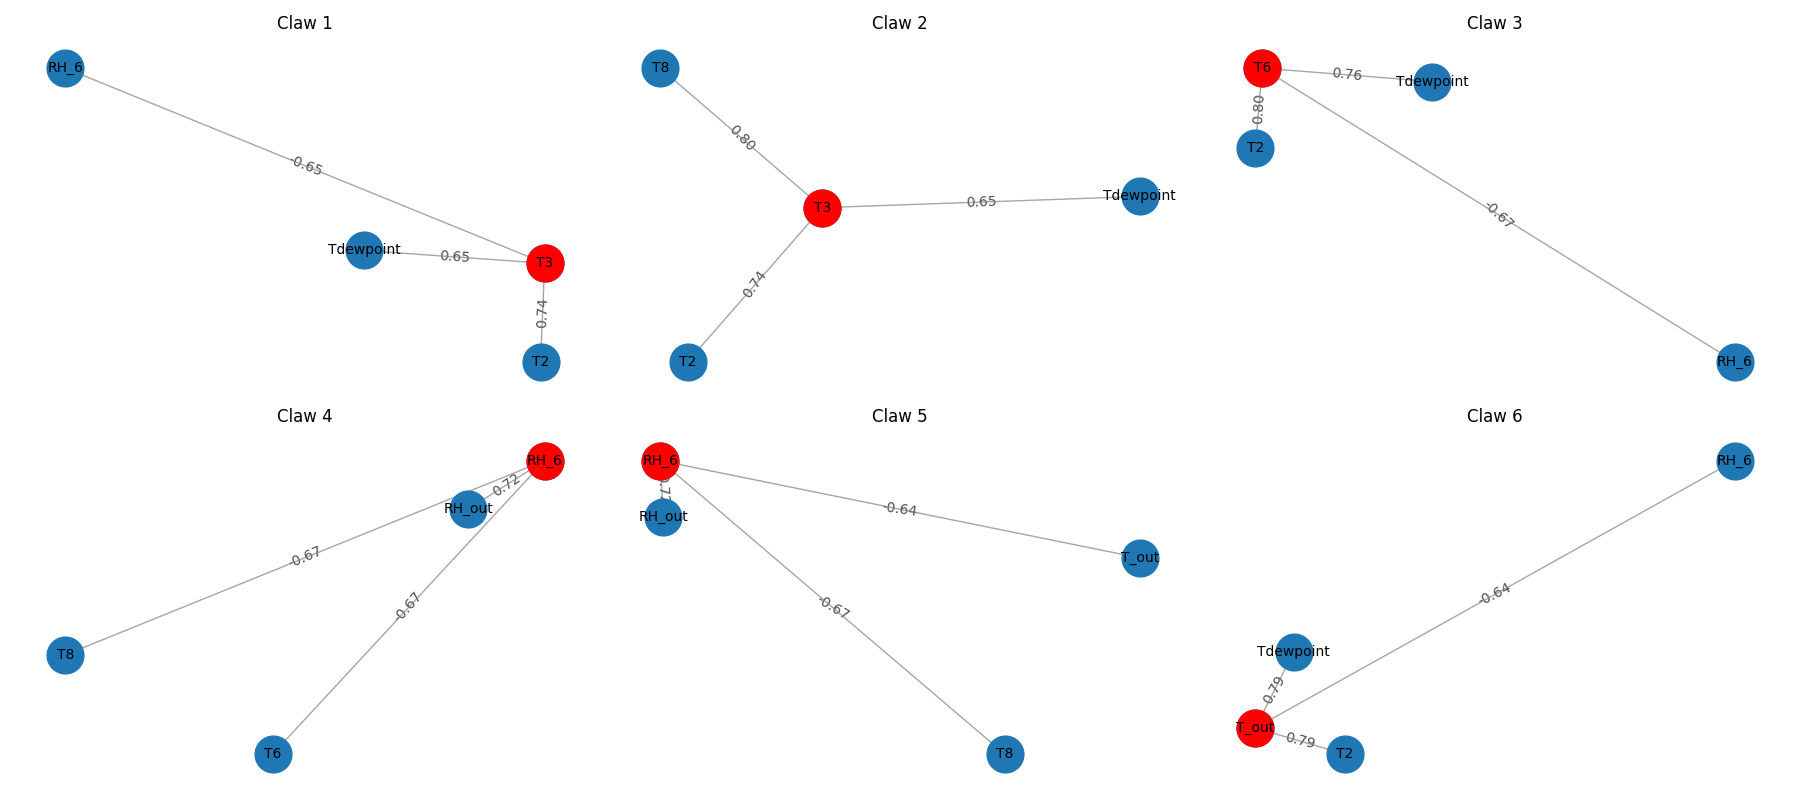 Claw 1
RH_6
-0.65
Tdewpoint
0.65
T3
0.74
T2
Claw 2
T8
0.80
T3
0.65
Tdewpoint
0.74
T2
Claw 3
T6
0.76
Tdewpoint
0.80
T2
-0.67
RH_6
Claw 4
RH_6
0.72
RH_out
-0.67
-0.67
T8
T6
Claw 5
RH_6
RH_out
-0.64
T_out
-0.67
T8
Claw 6
RH_6
-0.64
Tdewpoint
0.79
T_out
0.79
T2